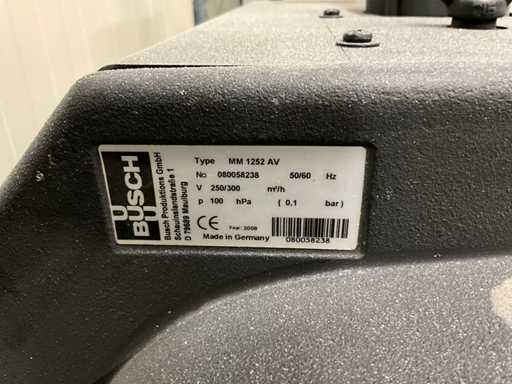 BUSCH
Busch Produktions GmbH
Schauinslandstraße 1
D 79689 Maulburg
Type MM 1252 AV
No 080058238 50/60 Hz
V 250/300 m³/h
p 100 hPa ( 0,1 bar)
CE Year: 2008
Made in Germany 080058238